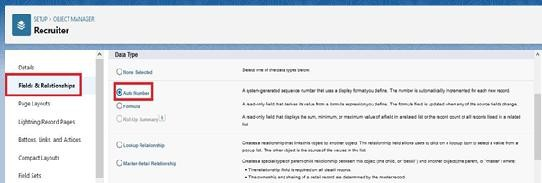 SETUP > OBJECT MANAGER
Recruiter
Details
Fields & Relationships
Page Layouts
Lightning Record Pages
Buttons, Links, and Actions
Compact Layouts
Field Sets
Data Type
None Selected
Select one of the data types below.
Auto Number
A system-generated sequence number that uses a display format you define. The number is automatically incremented for each new record.
Formula
A read-only field that derives its value from a formula expression you define. The formula field is updated when any of the source fields change.
Roll-Up Summary
A read-only field that displays the sum, minimum, or maximum value of a field in a related list or the record count of all records listed in a related
list.
Lookup Relationship
Creates a relationship that links this object to another object. The relationship field allows users to click on a lookup icon to select a value from a
popup list. The other object is the source of the values in the list.
Master-Detail Relationship
Creates a special type of parent-child relationship between this object (the child, or "detail") and another object (the parent, or "master") where:
• The relationship field is required on all detail records.
• The ownership and sharing of a detail record are determined by the master record.